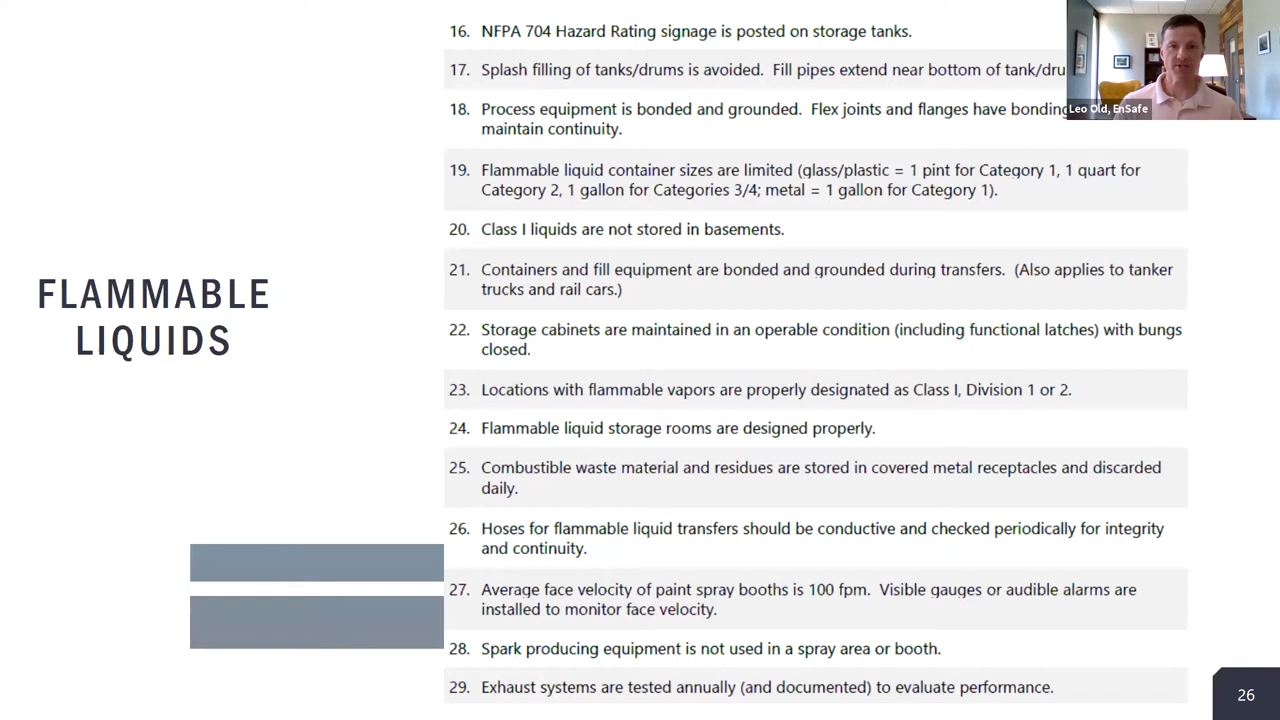 16. NFPA 704 Hazard Rating signage is posted on storage tanks.
17. Splash filling of tanks/drums is avoided. Fill pipes extend near bottom of tank/dru
18. Process equipment is bonded and grounded. Flex joints and flanges have bonding
maintain continuity.
Leo Old, EnSafe
19. Flammable liquid container sizes are limited (glass/plastic = 1 pint for Category 1, 1 quart for
Category 2, 1 gallon for Categories 3/4; metal = 1 gallon for Category 1).
20. Class I liquids are not stored in basements.
21. Containers and fill equipment are bonded and grounded during transfers. (Also applies to tanker
trucks and rail cars.)
FLAMMABLE
LIQUIDS
22. Storage cabinets are maintained in an operable condition (including functional latches) with bungs
closed.
23. Locations with flammable vapors are properly designated as Class I, Division 1 or 2.
24. Flammable liquid storage rooms are designed properly.
25. Combustible waste material and residues are stored in covered metal receptacles and discarded
daily.
26. Hoses for flammable liquid transfers should be conductive and checked periodically for integrity
and continuity.
27. Average face velocity of paint spray booths is 100 fpm. Visible gauges or audible alarms are
installed to monitor face velocity.
28. Spark producing equipment is not used in a spray area or booth.
29. Exhaust systems are tested annually (and documented) to evaluate performance.
26